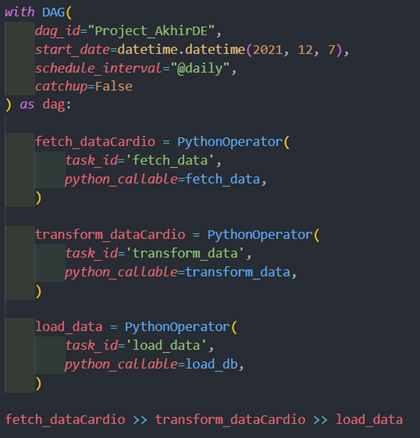 with DAG(
    dag_id="Project_AkhirDE",
    start_date=datetime.datetime(2021, 12, 7),
    schedule_interval="@daily",
    catchup=False
) as dag:
    fetch_dataCardio = PythonOperator(
        task_id='fetch_data',
        python_callable=fetch_data,
    )
    transform_dataCardio = PythonOperator(
        task_id='transform_data',
        python_callable=transform_data,
    )
    load_data = PythonOperator(
        task_id='load_data',
        python_callable=load_db,
    )
fetch_dataCardio >> transform_dataCardio >> load_data